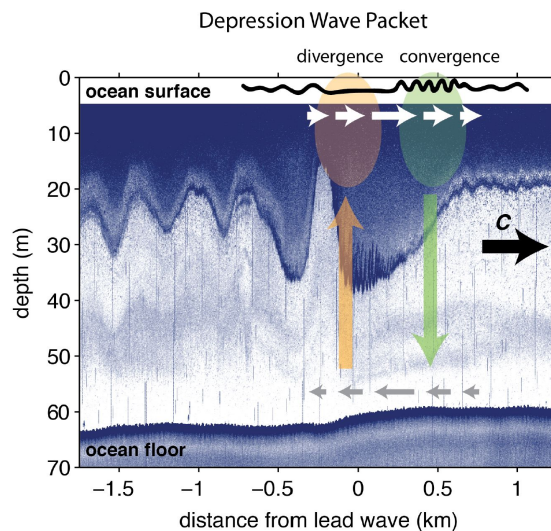 Depression Wave Packet
divergence convergence
0
ocean surface
10
20
30
40
50
60
70
depth (m)
C
ocean floor
−1.5 −1 −0.5 0 0.5 1
distance from lead wave (km)